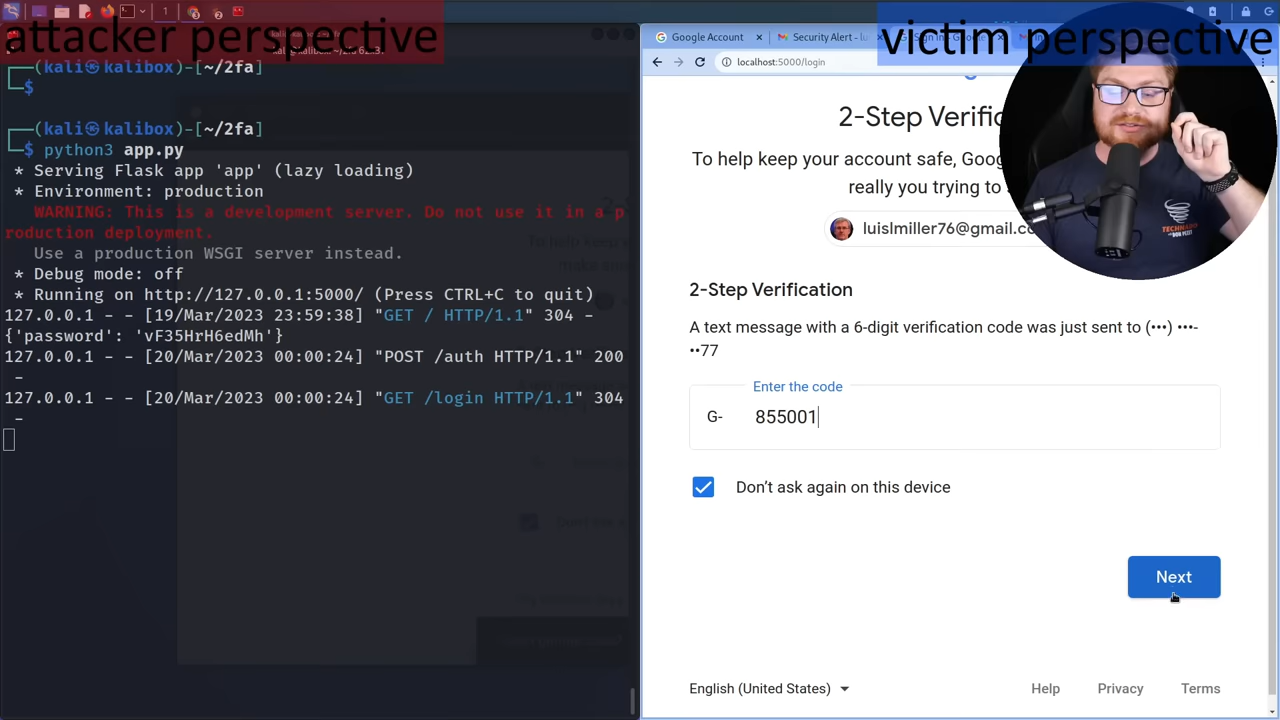 attacker perspective
(kali㉿kalibox)-[~/2fa]
$
(kali㉿kalibox)-[~/2fa]
$ python3 app.py
* Serving Flask app 'app' (lazy loading)
* Environment: production
WARNING: This is a development server. Do not use it in a p
roduction deployment.
Use a production WSGI server instead.
* Debug mode: off
* Running on http://127.0.0.1:5000/ (Press CTRL+C to quit)
127.0.0.1 - - [19/Mar/2023 23:59:38] "GET / HTTP/1.1" 304 -
{'password': 'vF35HrH6edMh'}
127.0.0.1 - - [20/Mar/2023 00:00:24] "POST /auth HTTP/1.1" 200
-
127.0.0.1 - - [20/Mar/2023 00:00:24] "GET /login HTTP/1.1" 304
-
victim perspective
Google Account
Security Alert
localhost:5000/login
2-Step
To help keep your account safe,
really you trying to
luislmiller76@gmail.co
2-Step Verification
A text message with a 6-digit verification code was just sent to (•••) •••-
••77
Enter the code
G- 855001
Don't ask again on this device
Next
English (United States)
Help Privacy Terms